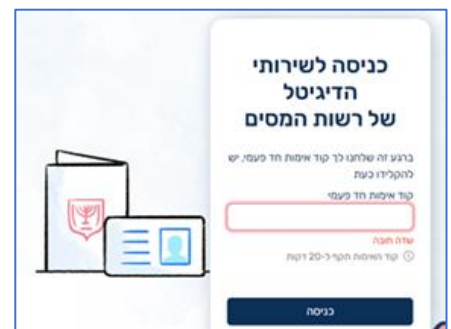 כניסה לשירותי
הדיגיטל
של רשות המסים
ברגע זה שלחנו לך קוד אימות חד פעמי, יש
להקלידו כעת
קוד אימות חד פעמי
שדה חובה
קוד האימות תקף ל-20 דקות
כניסה